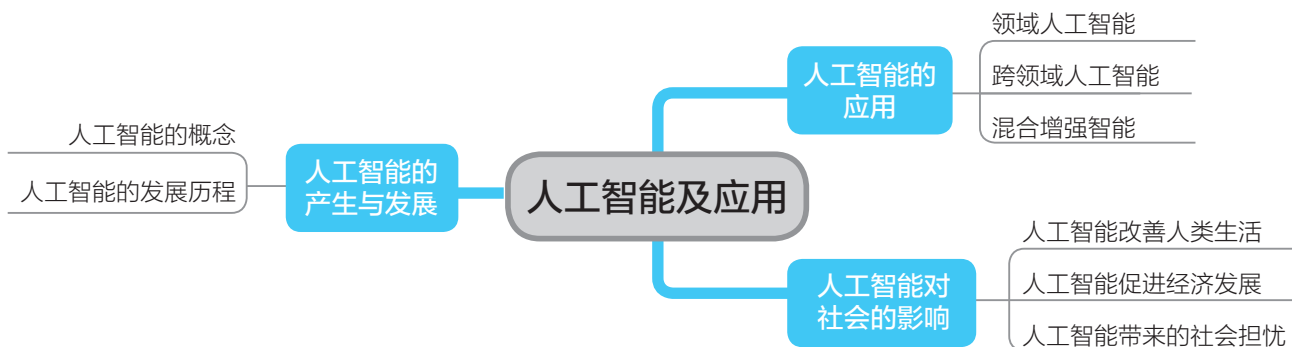 人工智能及应用
人工智能的
产生与发展
人工智能的概念
人工智能的发展历程
人工智能的
应用
领域人工智能
跨领域人工智能
混合增强智能
人工智能对
社会的影响
人工智能改善人类生活
人工智能促进经济发展
人工智能带来的社会担忧